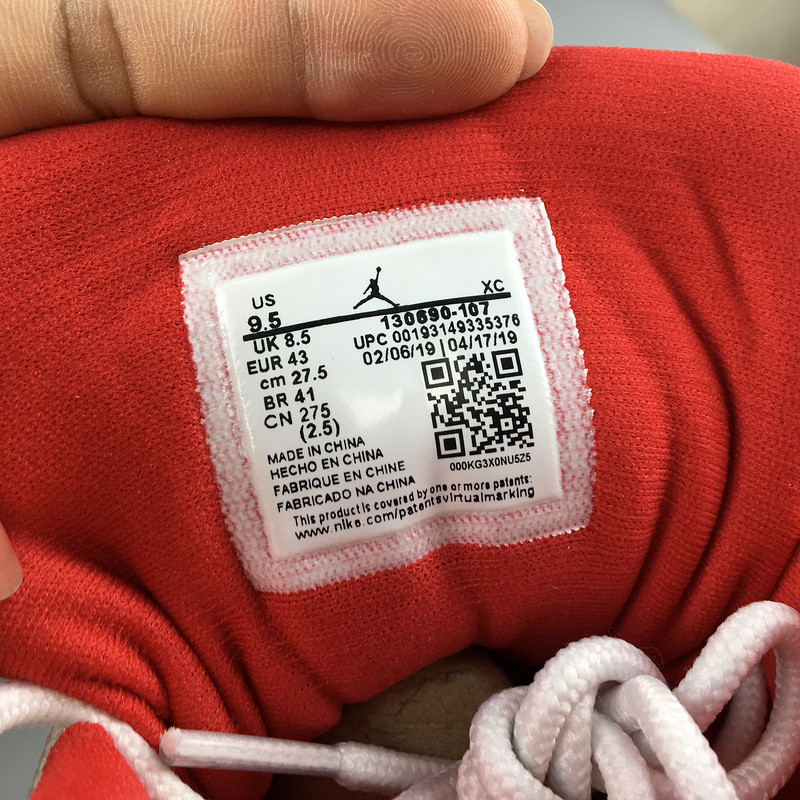 US XC
9.5 130690-107
UK 8.5 UPC 00193149335376
EUR 43 02/06/19 | 04/17/19
cm 27.5
BR 41
CN 275
(2.5)
000KG3X0NU5Z5
MADE IN CHINA
HECHO EN CHINA
FABRIQUE EN CHINE
FABRICADO NA CHINA
This product is covered by one or more patents:
www.nike.com/patentsvirtualmarking